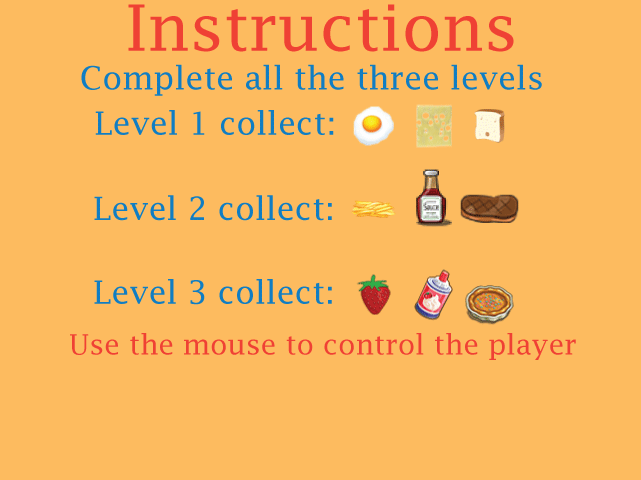 Instructions
Complete all the three levels
Level 1 collect:
Level 2 collect:
Level 3 collect:
Use the mouse to control the player